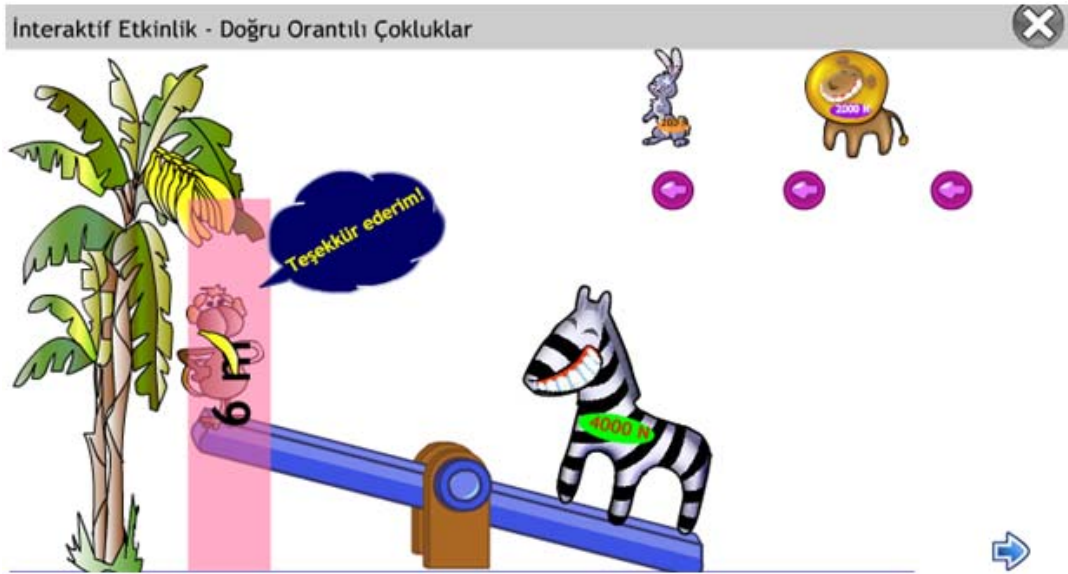 İnteraktif Etkinlik - Doğru Orantılı Çokluklar
2000 N
Teşekkür ederim!
6 m
4000 N